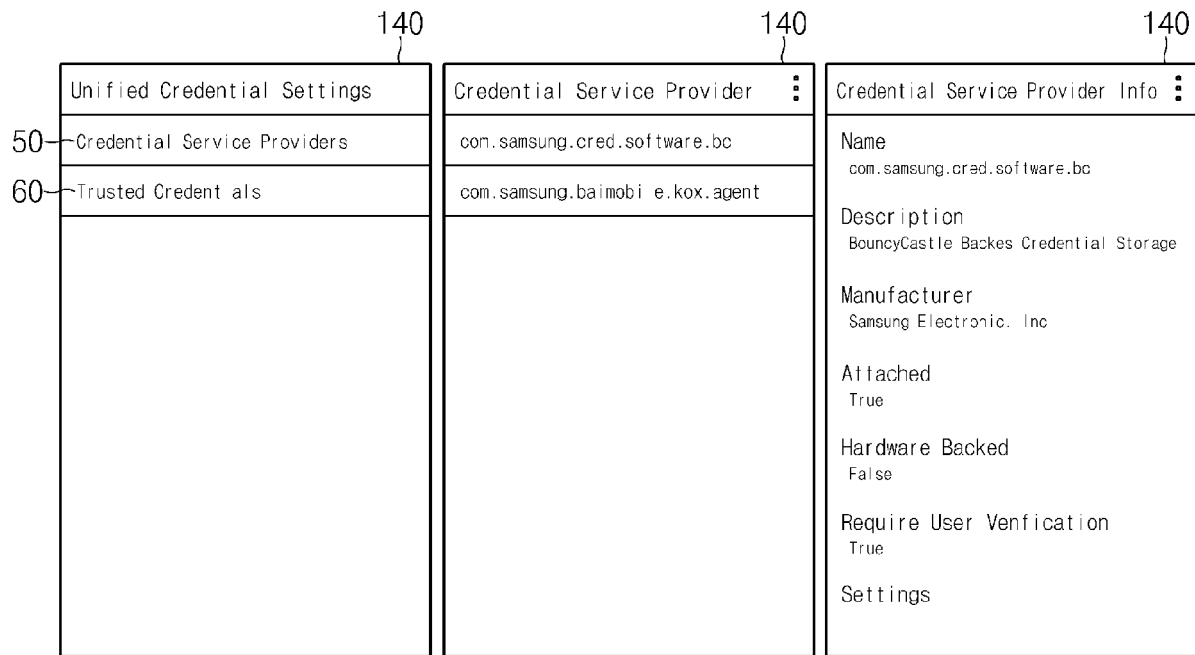 140
140
140
Unified Credential Settings
50
Credential Service Providers
60
Trusted Credent als
Credential Service Provider
com.samsung.cred.software.bc
com.samsung.baimobi e.kox.agent
Credential Service Provider Info
Name
com.samsung.cred.software.bc
Description
BouncyCastle Backes Credential Storage
Manufacturer
Samsung Electronic. Inc
Attached
True
Hardware Backed
False
Require User Venfication
True
Settings